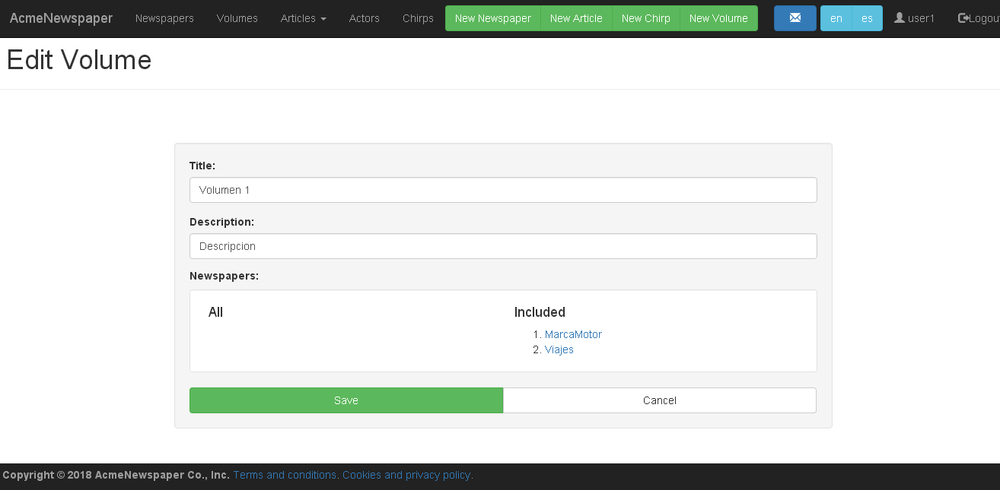 AcmeNewspaper Newspapers Volumes Articles Actors Chirps New Newspaper New Article New Chirp New Volume en es user1 Logou
Edit Volume
Title:
Volumen 1
Description:
Descripcion
Newspapers:
All Included
1. MarcaMotor
2. Viajes
Save Cancel
Copyright © 2018 AcmeNewspaper Co., Inc. Terms and conditions. Cookies and privacy policy.